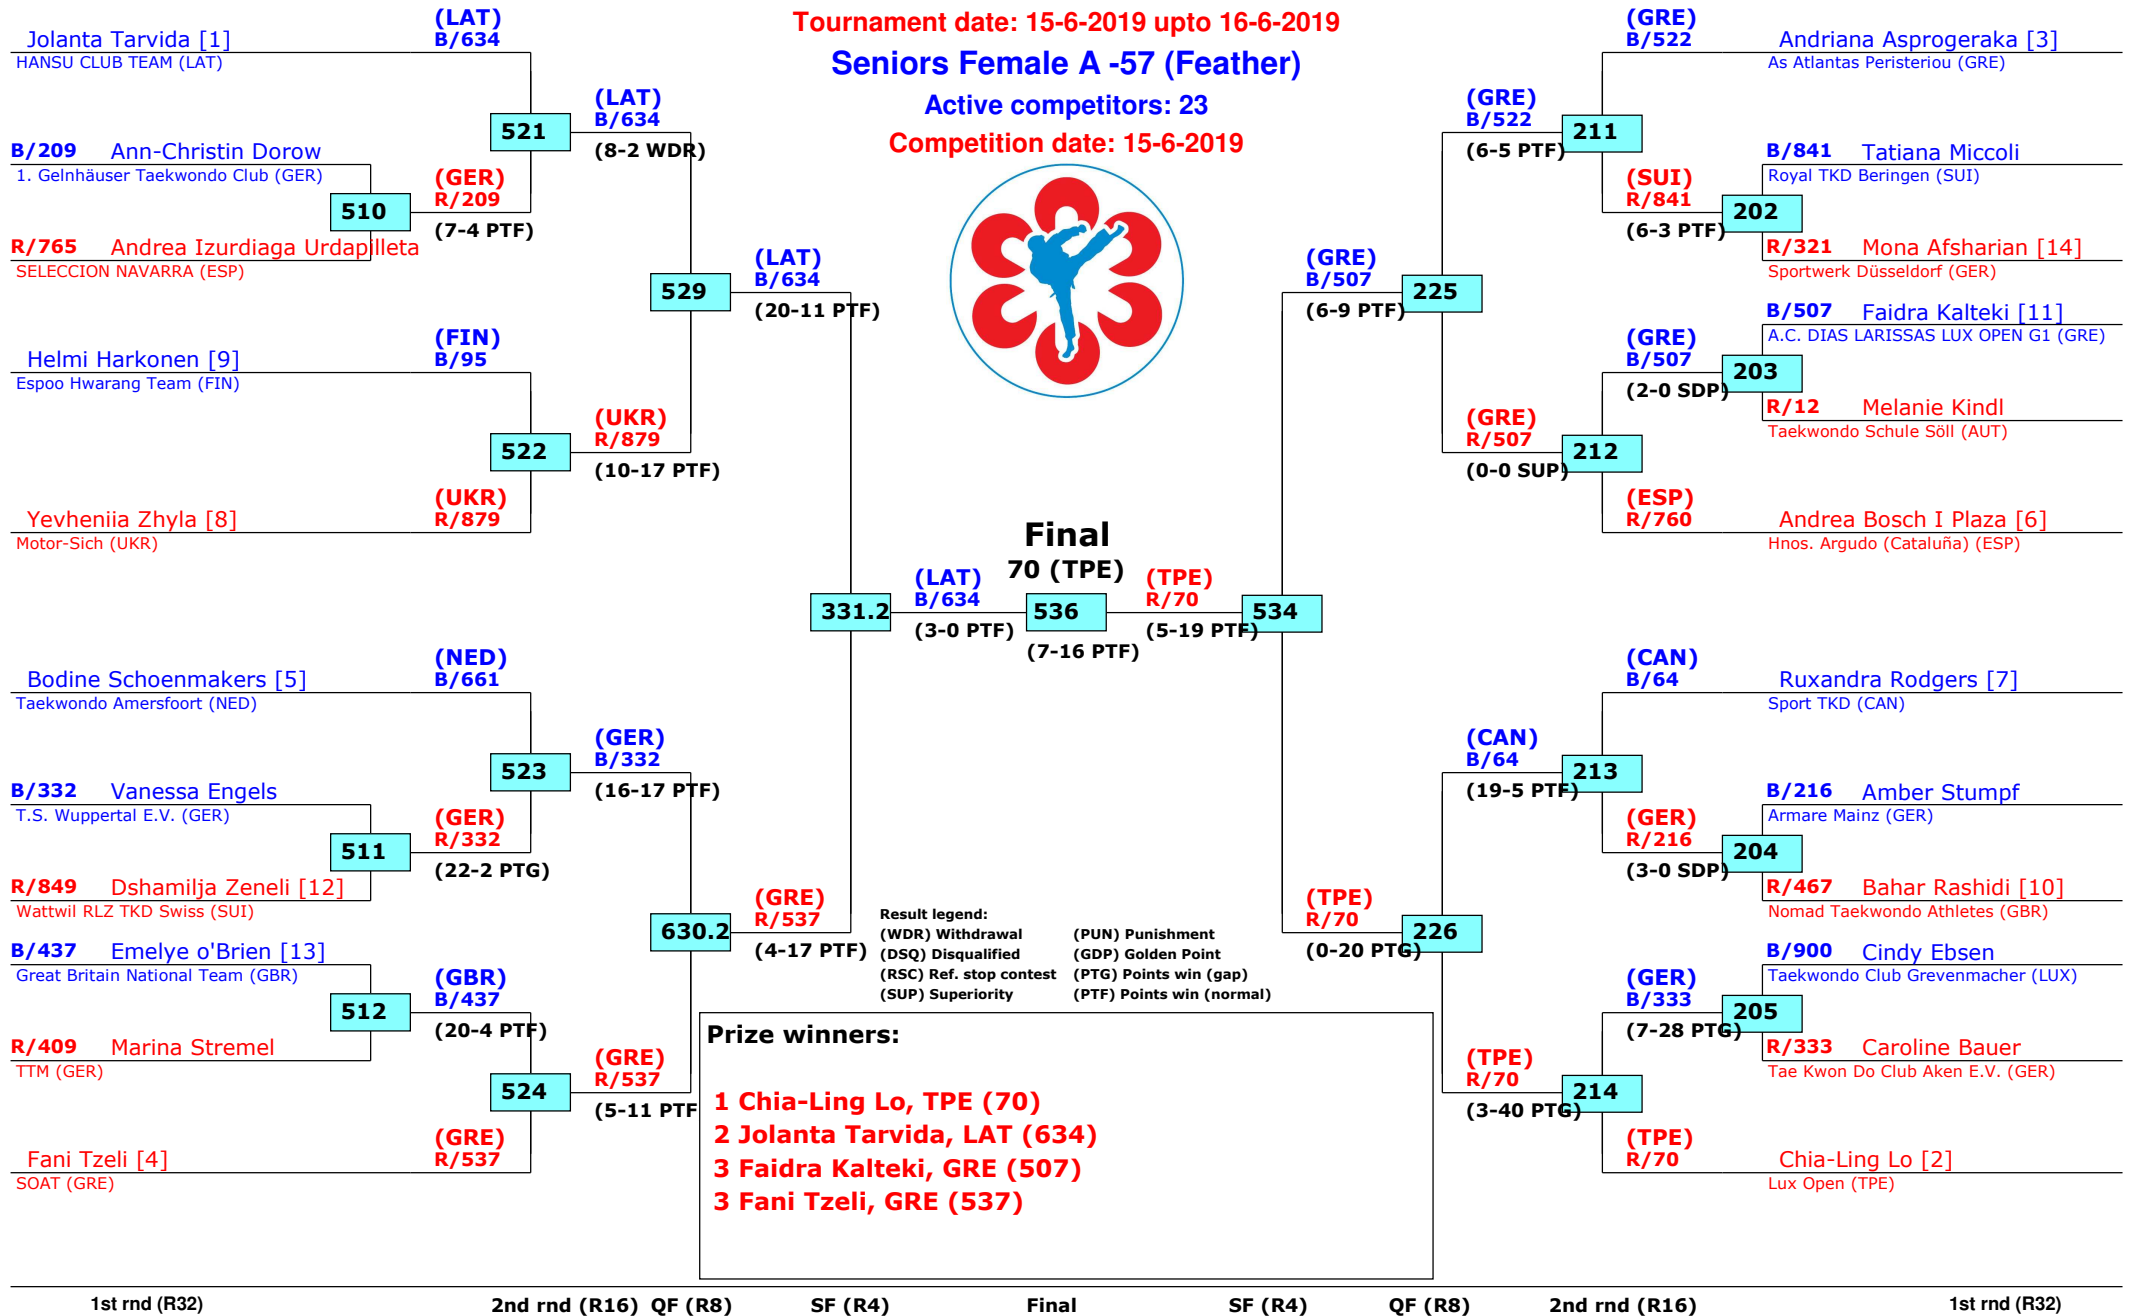 Tournament date: 15-6-2019 upto 16-6-2019
Seniors Female A -57 (Feather)
Active competitors: 23
Competition date: 15-6-2019
Jolanta Tarvida [1]
HANSU CLUB TEAM (LAT)
(LAT)
B/634
521
(LAT)
B/634
(8-2 WDR)
B/209 Ann-Christin Dorow
1. Gelnhäuser Taekwondo Club (GER)
510
(GER)
R/209
(7-4 PTF)
R/765 Andrea Izurdiaga Urdapilleta
SELECCION NAVARRA (ESP)
529
(LAT)
B/634
(20-11 PTF)
Helmi Harkonen [9]
Espoo Hwarang Team (FIN)
(FIN)
B/95
522
(UKR)
R/879
(10-17 PTF)
Yevheniia Zhyla [8]
Motor-Sich (UKR)
(UKR)
R/879
331.2
(LAT)
B/634
(3-0 PTF)
Final
70 (TPE)
536
(7-16 PTF)
(TPE)
R/70
(5-19 PTF)
534
Bodine Schoenmakers [5]
Taekwondo Amersfoort (NED)
(NED)
B/661
523
(GER)
B/332
(16-17 PTF)
B/332 Vanessa Engels
T.S. Wuppertal E.V. (GER)
511
(GER)
R/332
(22-2 PTG)
R/849 Dshamilja Zeneli [12]
Wattwil RLZ TKD Swiss (SUI)
630.2
(GRE)
R/537
(4-17 PTF)
B/437 Emelye o'Brien [13]
Great Britain National Team (GBR)
512
(GBR)
B/437
(20-4 PTF)
R/409 Marina Stremel
TTM (GER)
524
(GRE)
R/537
(5-11 PTF
Fani Tzeli [4]
SOAT (GRE)
(GRE)
R/537
(GRE)
B/522
Andriana Asprogeraka [3]
As Atlantas Peristeriou (GRE)
(GRE)
B/522
(6-5 PTF)
211
B/841 Tatiana Miccoli
Royal TKD Beringen (SUI)
(SUI)
R/841
(6-3 PTF)
202
R/321 Mona Afsharian [14]
Sportwerk Düsseldorf (GER)
(GRE)
B/507
(6-9 PTF)
225
B/507 Faidra Kalteki [11]
A.C. DIAS LARISSAS LUX OPEN G1 (GRE)
(GRE)
B/507
(2-0 SDP)
203
R/12 Melanie Kindl
Taekwondo Schule Söll (AUT)
(GRE)
R/507
(0-0 SUP)
212
(ESP)
R/760
Andrea Bosch I Plaza [6]
Hnos. Argudo (Cataluña) (ESP)
(CAN)
B/64
Ruxandra Rodgers [7]
Sport TKD (CAN)
(CAN)
B/64
(19-5 PTF)
213
B/216 Amber Stumpf
Armare Mainz (GER)
(GER)
R/216
(3-0 SDP)
204
R/467 Bahar Rashidi [10]
Nomad Taekwondo Athletes (GBR)
(TPE)
R/70
(0-20 PTG)
226
B/900 Cindy Ebsen
Taekwondo Club Grevenmacher (LUX)
(GER)
B/333
(7-28 PTG)
205
R/333 Caroline Bauer
Tae Kwon Do Club Aken E.V. (GER)
(TPE)
R/70
(3-40 PTG)
214
(TPE)
R/70
Chia-Ling Lo [2]
Lux Open (TPE)
Result legend:
(WDR) Withdrawal (PUN) Punishment
(DSQ) Disqualified (GDP) Golden Point
(RSC) Ref. stop contest (PTG) Points win (gap)
(SUP) Superiority (PTF) Points win (normal)
Prize winners:
1 Chia-Ling Lo, TPE (70)
2 Jolanta Tarvida, LAT (634)
3 Faidra Kalteki, GRE (507)
3 Fani Tzeli, GRE (537)
1st rnd (R32) 2nd rnd (R16) QF (R8) SF (R4) Final SF (R4) QF (R8) 2nd rnd (R16) 1st rnd (R32)